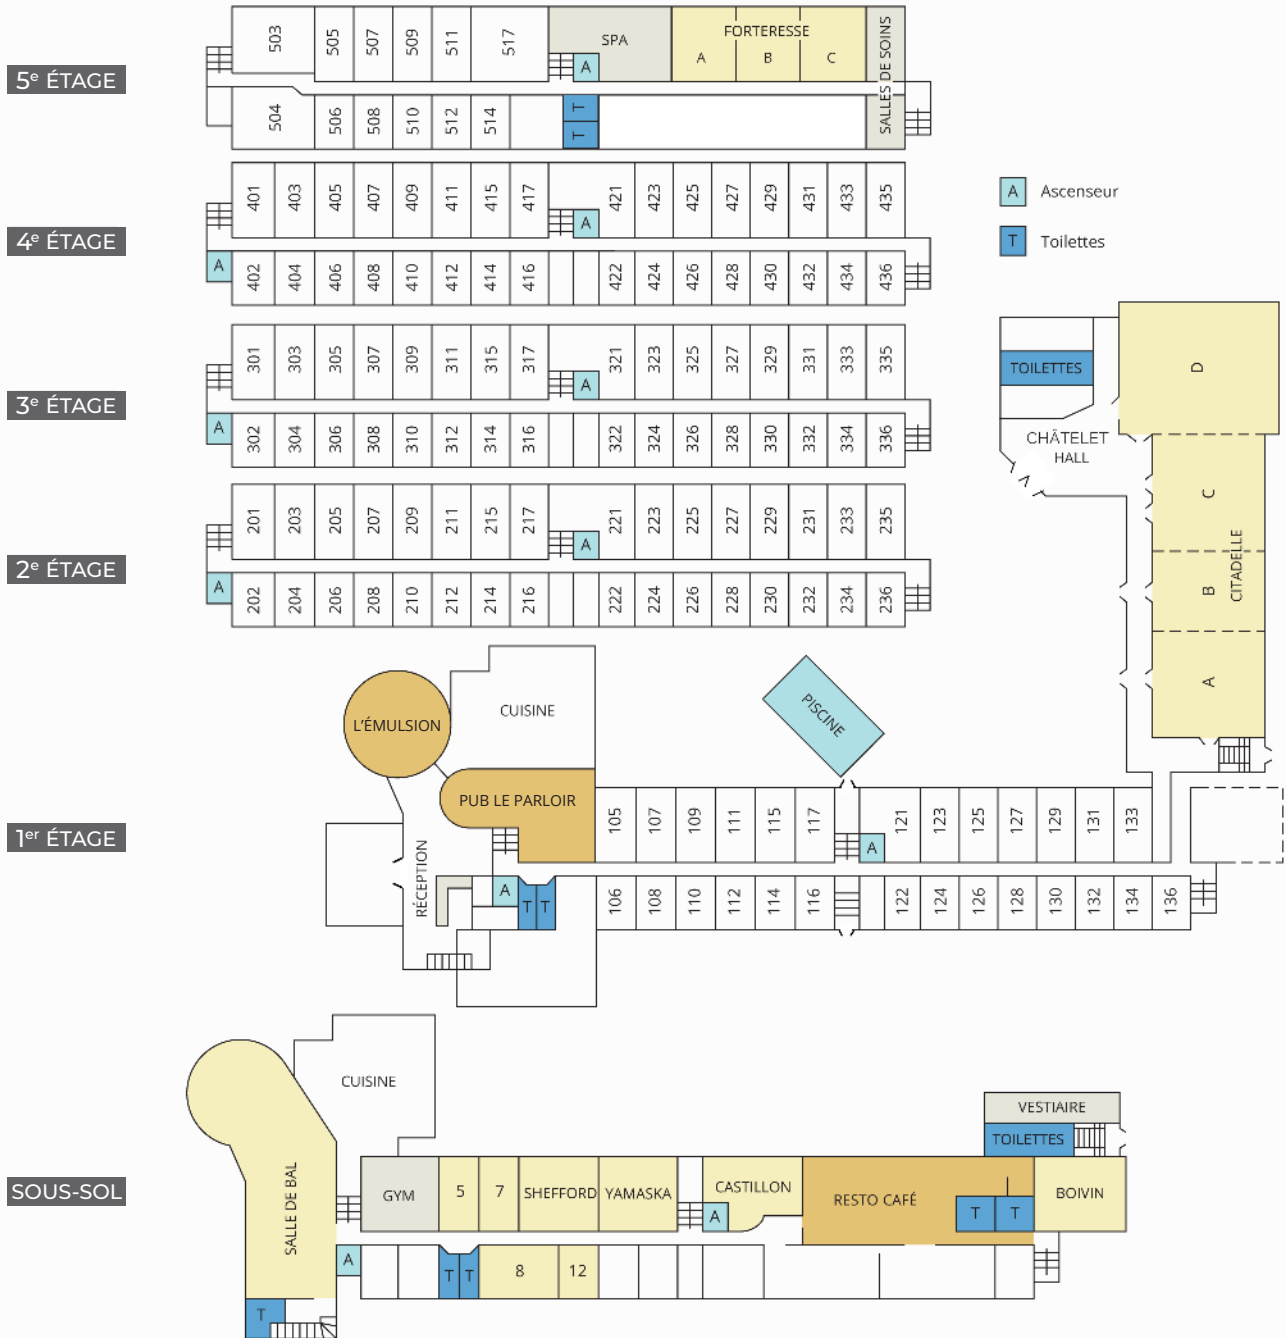 5e ÉTAGE
503
505
507
509
511
517
SPA
A
FORTERESSE
A
B
C
SALLES DE SOINS
504
506
508
510
512
514
T
T
4e ÉTAGE
401
403
405
407
409
411
415
417
A
421
423
425
427
429
431
433
435
A
402
404
406
408
410
412
414
416
422
424
426
428
430
432
434
436
A Ascenseur
T Toilettes
3e ÉTAGE
301
303
305
307
309
311
315
317
A
321
323
325
327
329
331
333
335
A
302
304
306
308
310
312
314
316
322
324
326
328
330
332
334
336
2e ÉTAGE
201
203
205
207
209
211
215
217
A
221
223
225
227
229
231
233
235
A
202
204
206
208
210
212
214
216
222
224
226
228
230
232
234
236
TOILETTES
CHÂTELET
HALL
D
C
B
A
CITADELLE
1er ÉTAGE
L'ÉMULSION
CUISINE
PUB LE PARLOIR
PISCINE
RÉCEPTION
105
107
109
111
115
117
A
121
123
125
127
129
131
133
A
T
T
106
108
110
112
114
116
122
124
126
128
130
132
134
136
SOUS-SOL
CUISINE
SALLE DE BAL
GYM
5
7
SHEFFORD
YAMASKA
A
CASTILLON
RESTO CAFÉ
T
T
BOIVIN
VESTIAIRE
TOILETTES
A
T
T
8
12
T